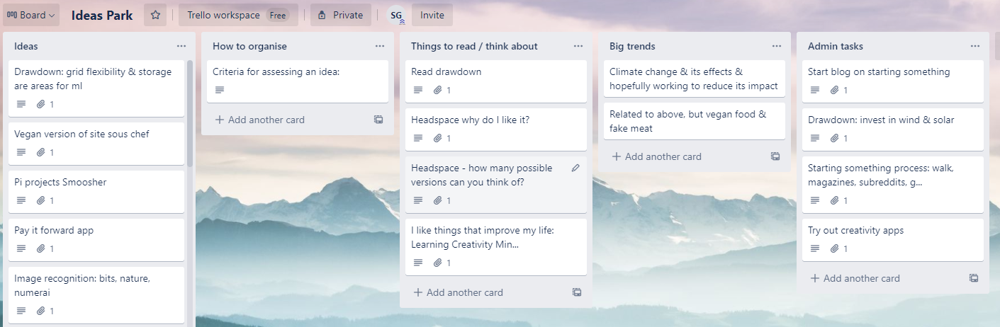 Board
Ideas Park
Trello workspace Free
Private
SG
Invite
Ideas
Drawdown: grid flexibility & storage
are areas for ml
1
Vegan version of site sous chef
1
Pi projects Smoosher
1
Pay it forward app
1
Image recognition: bits, nature,
numerai
1
How to organise
Criteria for assessing an idea:
Add another card
Things to read / think about
Read drawdown
1
Headspace why do I like it?
1
Headspace - how many possible
versions can you think of?
1
I like things that improve my life:
Learning Creativity Min...
1
Add another card
Big trends
Climate change & its effects &
hopefully working to reduce its impact
Related to above, but vegan food &
fake meat
Add another card
Admin tasks
Start blog on starting something
1
Drawdown: invest in wind & solar
1
Starting something process: walk,
magazines, subreddits, g...
1
Try out creativity apps
1
Add another card